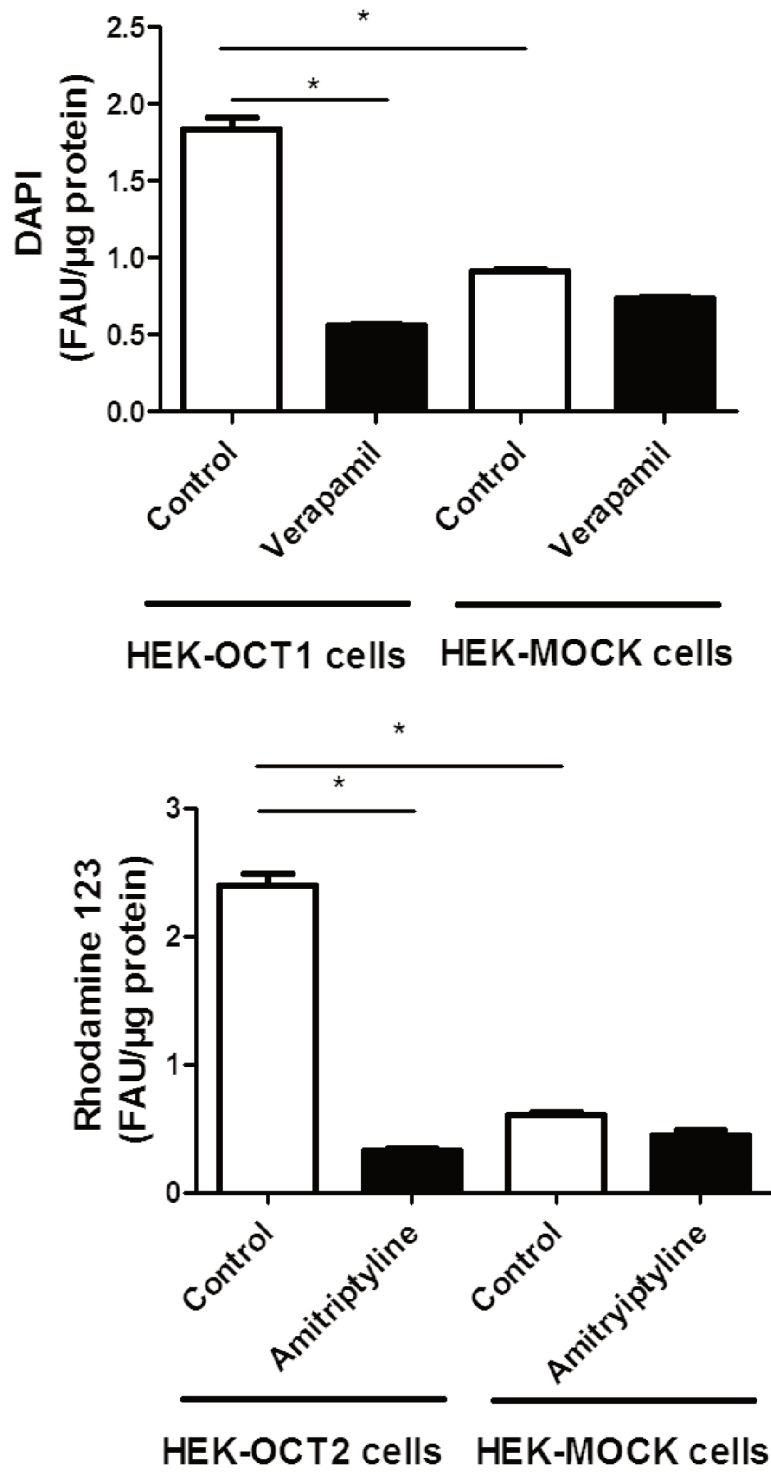 *
*
2.5
2.0
1.5
1.0
0.5
0.0
DAPI
(FAU/µg protein)
Control
Verapamil
Control
Verapamil
HEK-OCT1 cells
HEK-MOCK cells
*
*
3
2
1
0
Rhodamine 123
(FAU/µg protein)
Control
Amitriptyline
Control
Amitryiptyline
HEK-OCT2 cells
HEK-MOCK cells